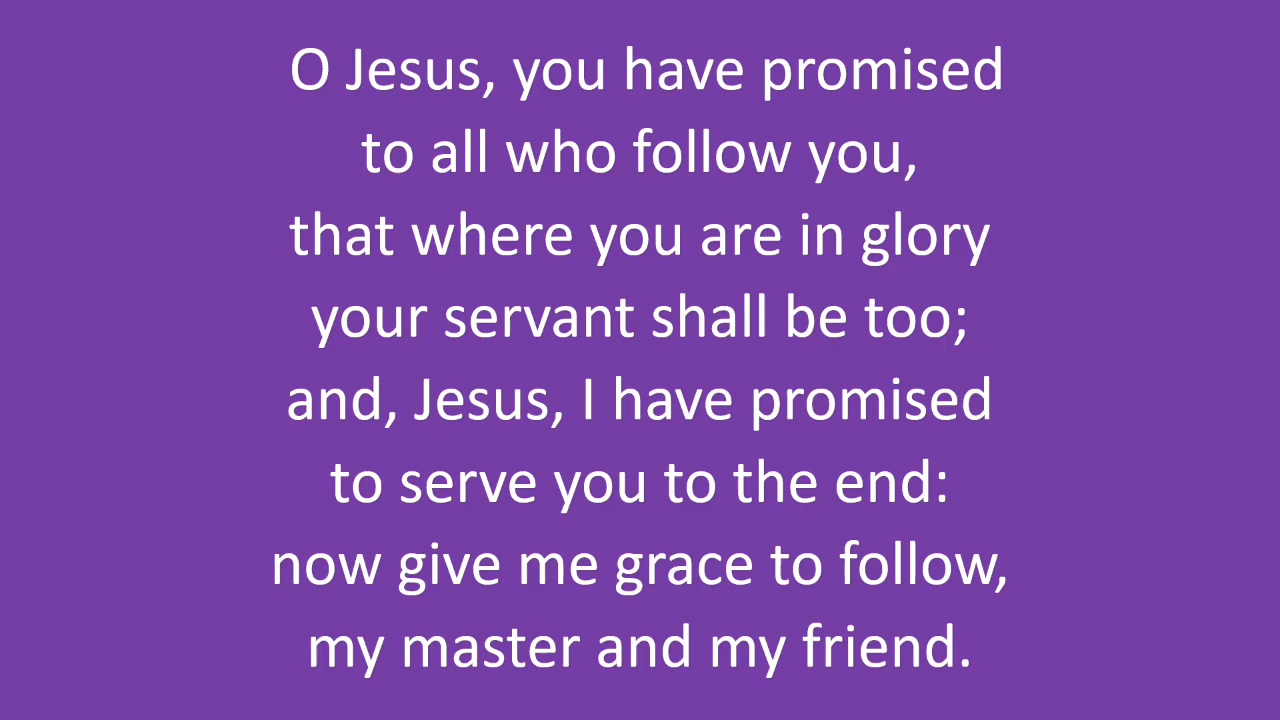 O Jesus, you have promised
to all who follow you,
that where you are in glory
your servant shall be too;
and, Jesus, I have promised
to serve you to the end:
now give me grace to follow,
my master and my friend.